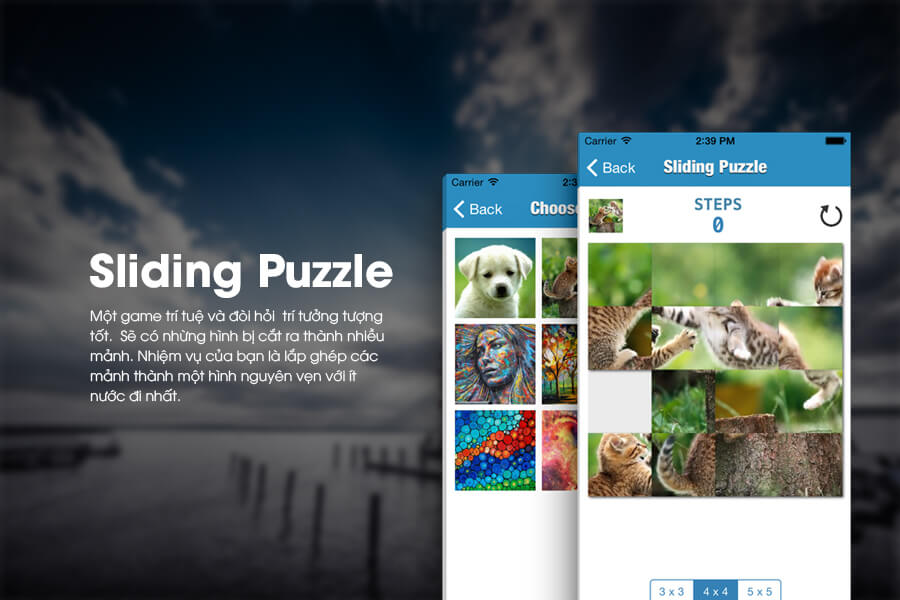 Sliding Puzzle
Một game trí tuệ và đòi hỏi trí tưởng tượng
tốt. Sẽ có những hình bị cắt ra thành nhiều
mảnh. Nhiệm vụ của bạn là lắp ghép các
mảnh thành một hình nguyên vẹn với ít
nước đi nhất.
Carrier
2:3
Back
Choose
Carrier
2:39 PM
Back
Sliding Puzzle
STEPS
0
3 x 3
4 x 4
5 x 5